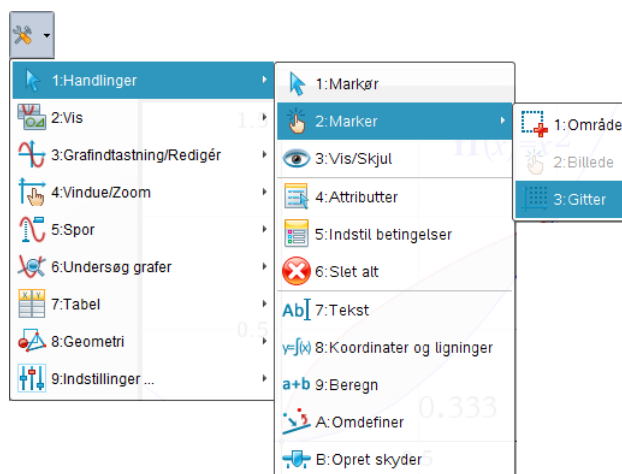 1:Handlinger
2:Vis
3:Grafindtastning/Redigér
4:Vindue/Zoom
5:Spor
6:Undersøg grafer
7:Tabel
8:Geometri
9:Indstillinger ...
1:Markør
2:Marker
3:Vis/Skjul
4:Attributter
5:Indstil betingelser
6:Slet alt
7:Tekst
8:Koordinater og ligninger
9:Beregn
A:Omdefiner
B:Opret skyder
1:Område
2:Billede
3:Gitter
0.5
0.333